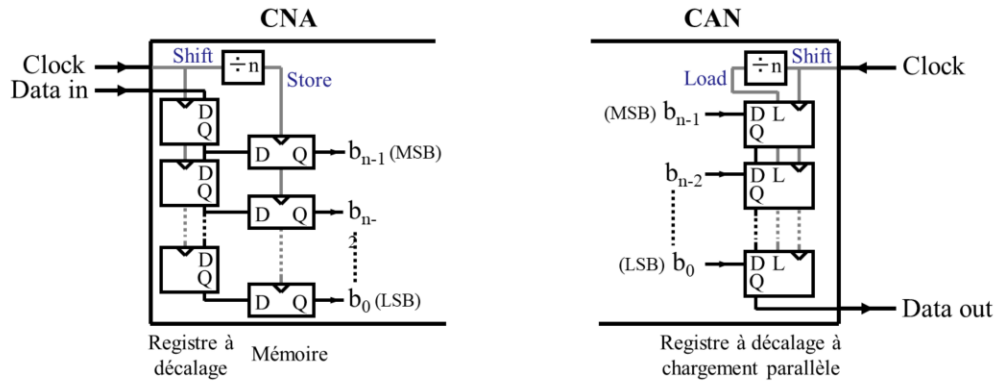 CNA
Clock
Data in
Shift
÷n
Store
D
Q
D
Q
D
Q
D Q
D Q
D Q
bn-1 (MSB)
bn-
2
b0 (LSB)
Registre à
décalage
Mémoire
CAN
÷n
Shift
Load
Clock
(MSB) bn-1
D L
Q
bn-2
D L
Q
(LSB) b0
D L
Q
Data out
Registre à décalage à
chargement parallèle